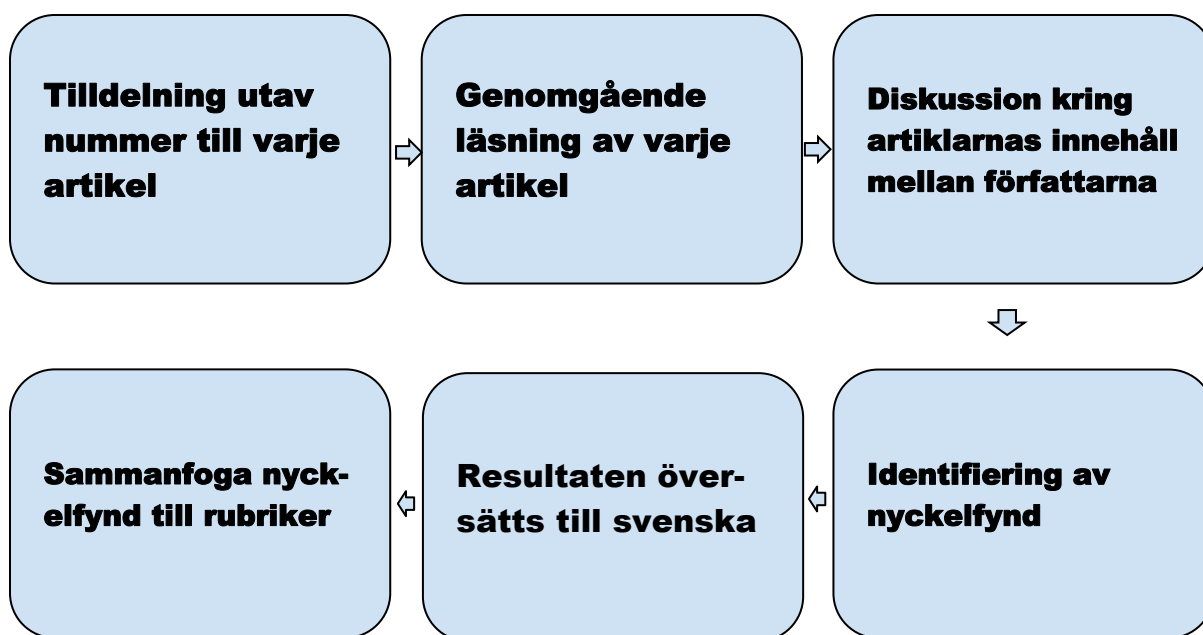 Tilldelning utav
nummer till varje
artikel
Genomgående
läsning av varje
artikel
Diskussion kring
artiklarnas innehåll
mellan författarna
Identifiering av
nyckelfynd
Resultaten över-
sätts till svenska
Sammanfoga nyck-
elfynd till rubriker